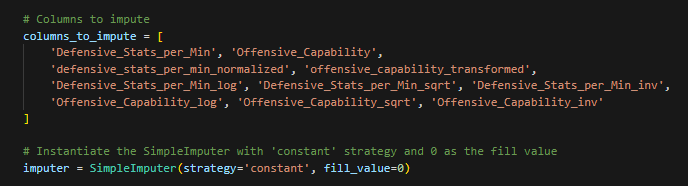 # Columns to impute
columns_to_impute = [
'Defensive_Stats_per_Min', 'Offensive_Capability',
'defensive_stats_per_min_normalized', 'offensive_capability_transformed',
'Defensive_Stats_per_Min_log', 'Defensive_Stats_per_Min_sqrt', 'Defensive_Stats_per_Min_inv',
'Offensive_Capability_log', 'Offensive_Capability_sqrt', 'Offensive_Capability_inv'
]
# Instantiate the SimpleImputer with 'constant' strategy and 0 as the fill value
imputer = SimpleImputer(strategy='constant', fill_value=0)